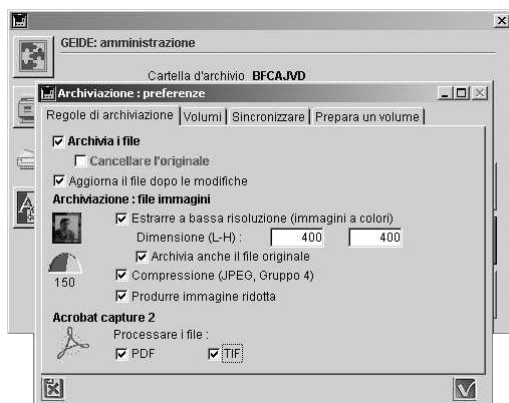 GEIDE: amministrazione
Cartella d'archivio BFCAJVD
Archiviazione : preferenze
Regole di archiviazione Volumi Sincronizzare Prepara un volume
Archivia i file
Cancellare l'originale
Aggiorna il file dopo le modifiche
Archiviazione : file immagini
Estrarre a bassa risoluzione (immagini a colori)
Dimensione (L-H) : 400 400
Archivia anche il file originale
150
Compressione (JPEG, Gruppo 4)
Produrre immagine ridotta
Acrobat capture 2
Processare i file :
PDF TIF